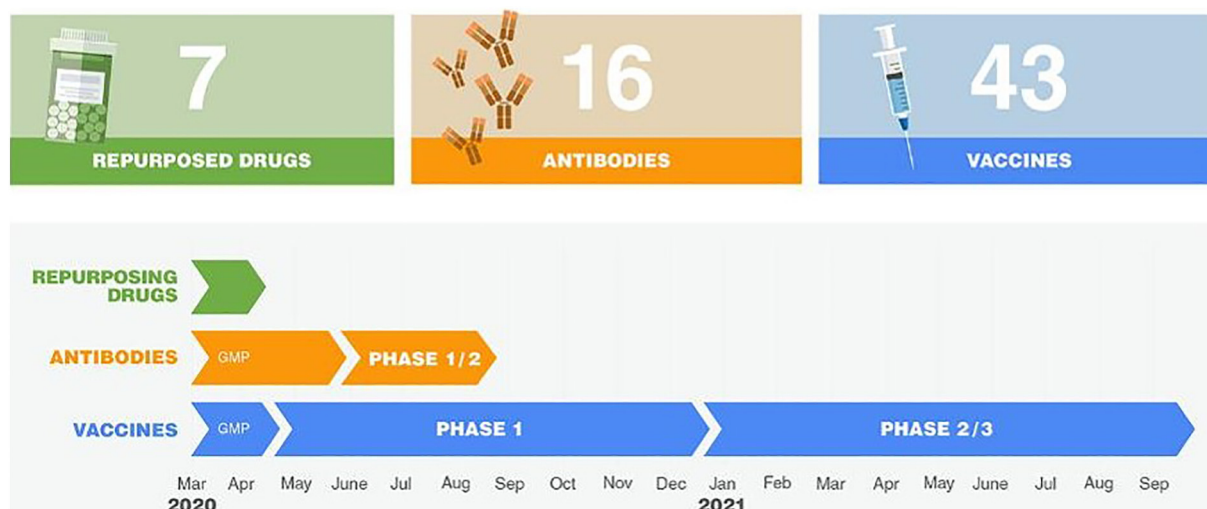 7
REPURPOSED DRUGS
16
ANTIBODIES
43
VACCINES
REPURPOSING
DRUGS
ANTIBODIES
GMP
PHASE 1/2
VACCINES
GMP
PHASE 1
PHASE 2/3
Mar Apr May June Jul Aug Sep Oct Nov Dec Jan Feb Mar Apr May June Jul Aug Sep
2020 2021